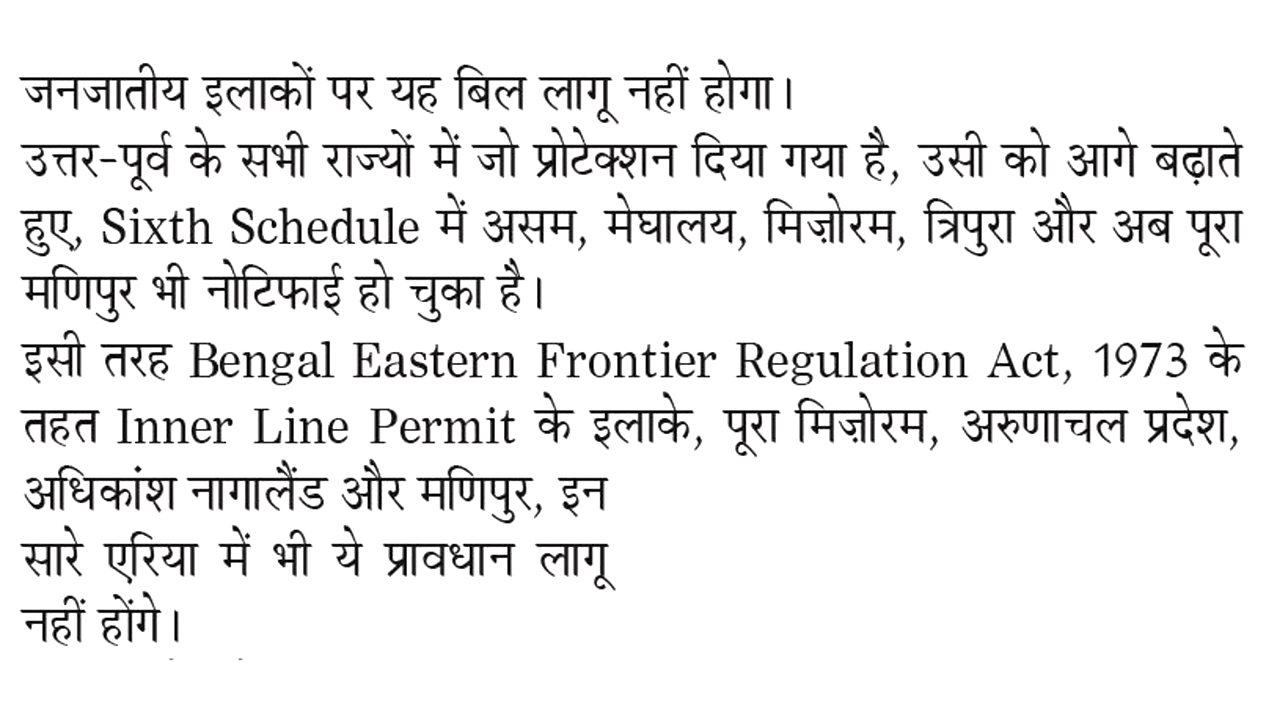 जनजातीय इलाकों पर यह बिल लागू नहीं होगा।
उत्तर-पूर्व के सभी राज्यों में जो प्रोटेक्शन दिया गया है, उसी को आगे बढ़ाते
हुए, Sixth Schedule में असम, मेघालय, मिज़ोरम, त्रिपुरा और अब पूरा
मणिपुर भी नोटिफाई हो चुका है।
इसी तरह Bengal Eastern Frontier Regulation Act, 1973 के
तहत Inner Line Permit के इलाके, पूरा मिज़ोरम, अरुणाचल प्रदेश,
अधिकांश नागालैंड और मणिपुर, इन
सारे एरिया में भी ये प्रावधान लागू
नहीं होंगे।